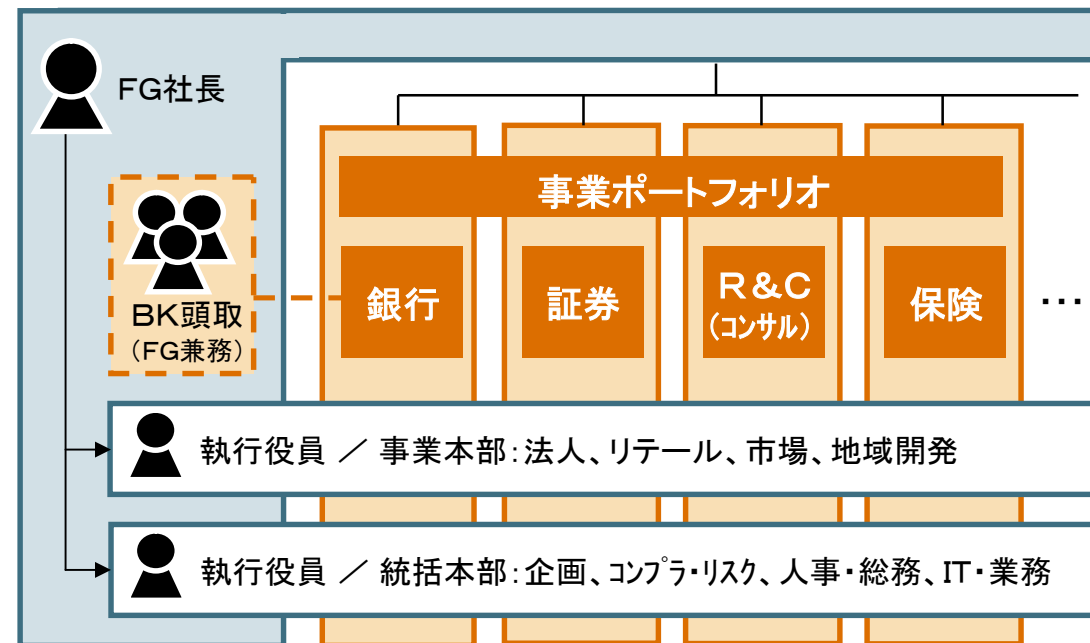 FG社長
事業ポートフォリオ
BK頭取
（FG兼務）
銀行
証券
R&C
（コンサル）
保険
…
執行役員 ／ 事業本部：法人、リテール、市場、地域開発
執行役員 ／ 統括本部：企画、コンプラ・リスク、人事・総務、IT・業務